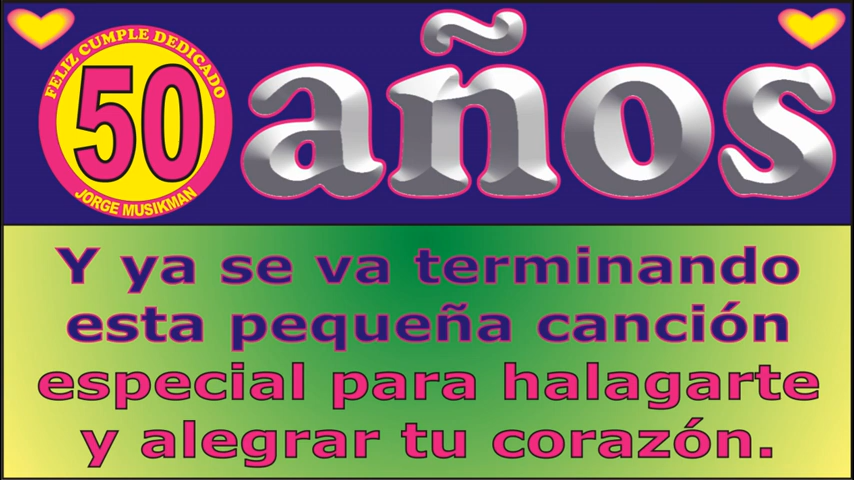 FELIZ CUMPLE DEDICADO
50
JORGE MUSIKMAN
años
Y ya se va terminando
esta pequeña canción
especial para halagarte
y alegrar tu corazón.